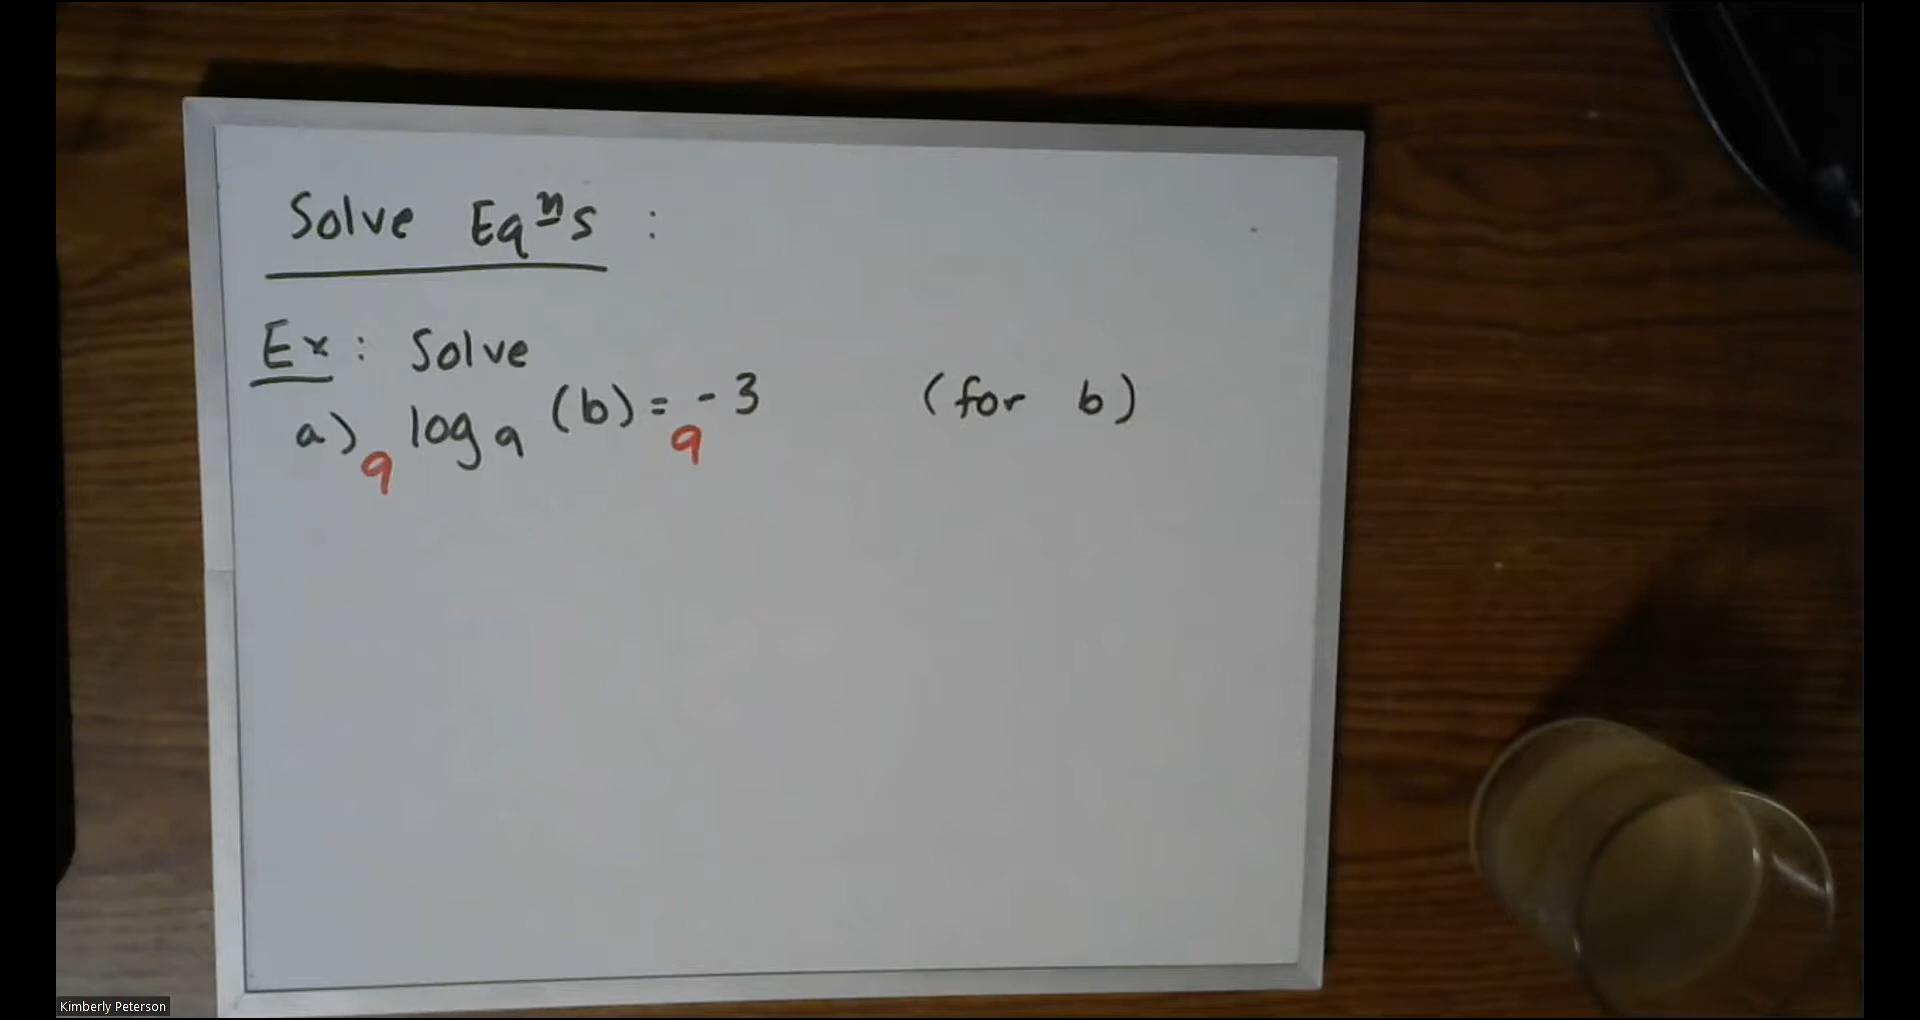 Solve Eqⁿs :
Ex : Solve
a) 9 log 9 (b) = 9 - 3 (for b)
Kimberly Peterson